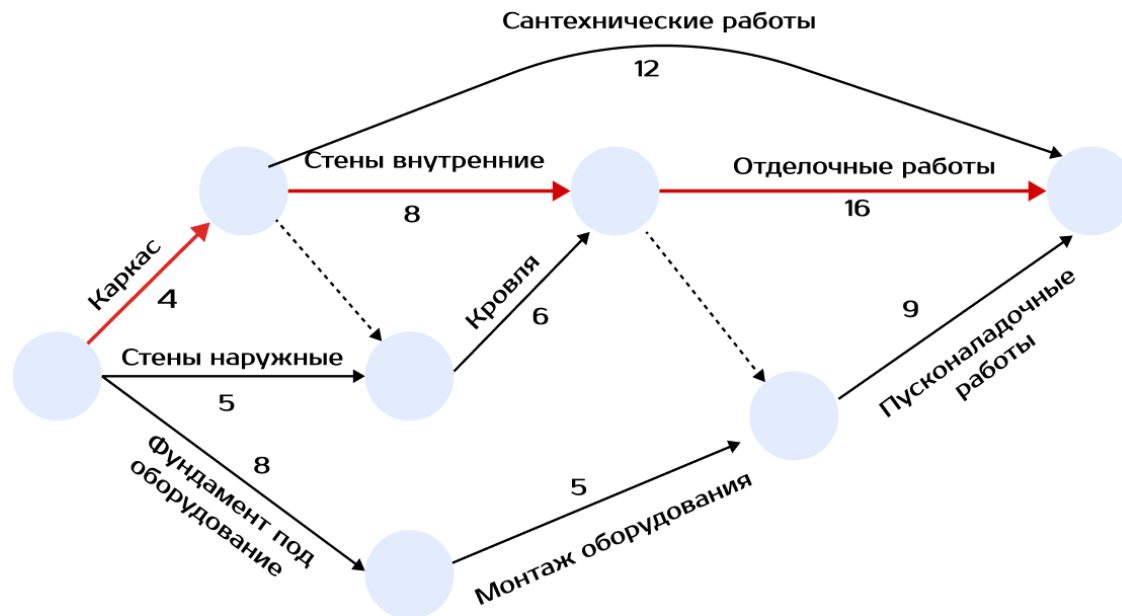 Сантехнические работы
12
Стены внутренние
8
Отделочные работы
16
Каркас
4
Кровля
6
Стены наружные
5
Фундамент под
оборудование
8
Монтаж оборудования
5
Пусконаладочные
работы
9